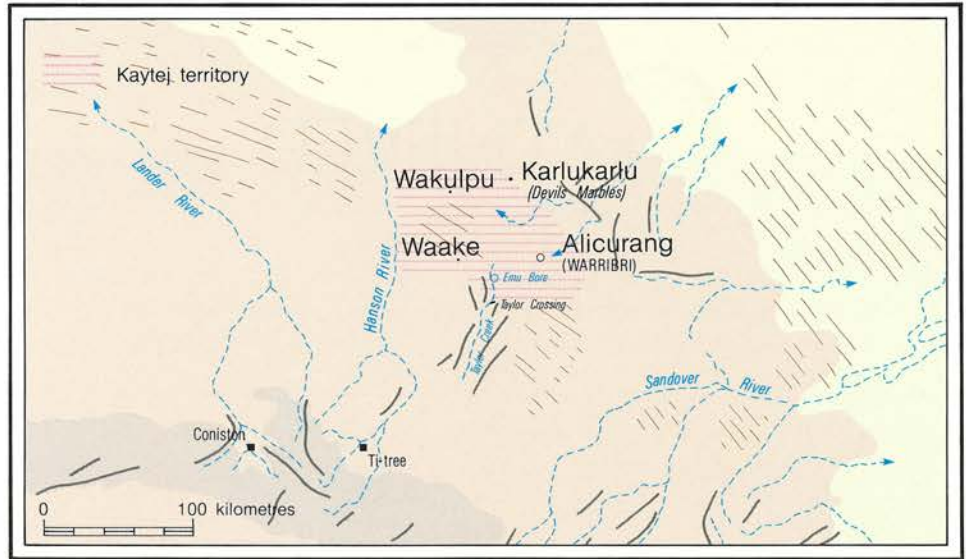 Kaytej territory
Lander River
Hanson River
Wakuḷpu
Karlukarlu
(Devils Marbles)
Waake
Alicurang
(WARRIBRI)
Emu Bore
Taylor Crossing
Taylor Creek
Sandover River
Coniston
Ti-tree
0 100 kilometres